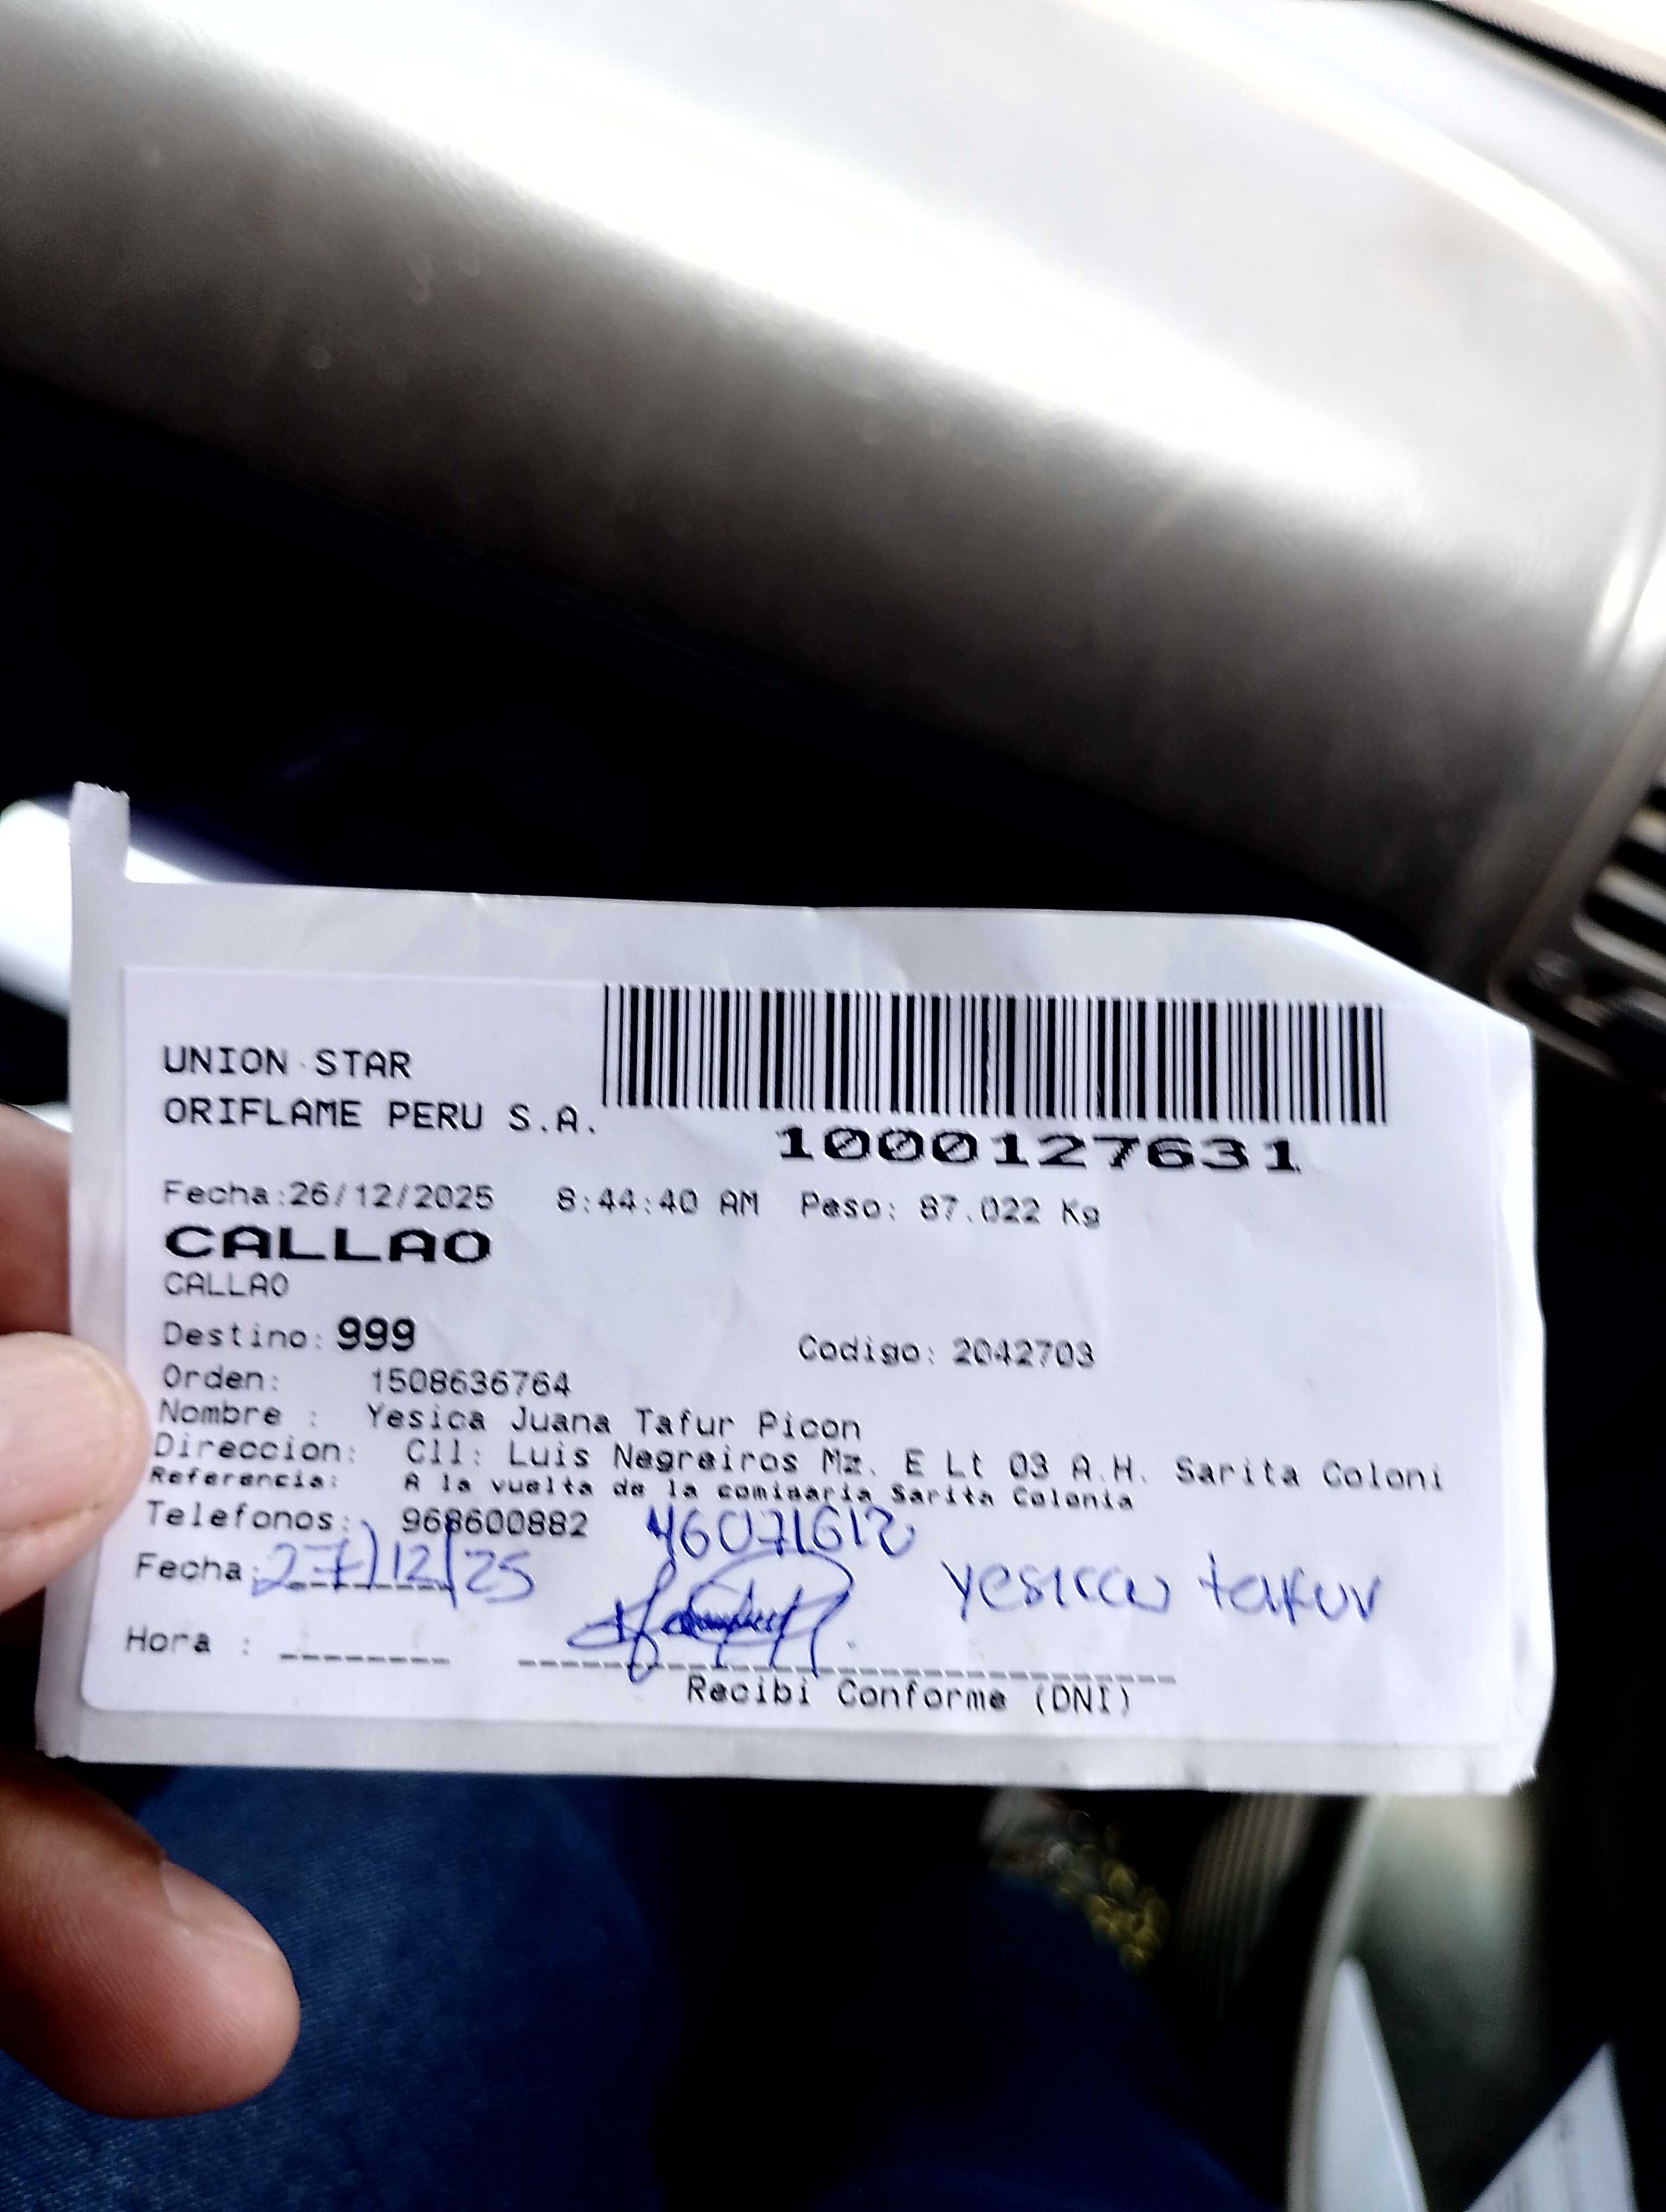 UNION STAR
ORIFLAME PERU S.A.
1000127631
Fecha:26/12/2025 8:44:40 AM Peso: 87.022 Kg
CALLAO
CALLAO
Destino: 999 Codigo: 2042703
Orden: 1508636764
Nombre : Yesica Juana Tafur Picon
Direccion: Cll: Luis Negreiros Mz. E Lt 03 A.H. Sarita Coloni
Referencia: A la vuelta de la comisaria Sarita Colonia
Telefonos: 968600882 46071612
Fecha: 27/12/25 yesica tafur
Hora :
Recibi Conforme (DNI)